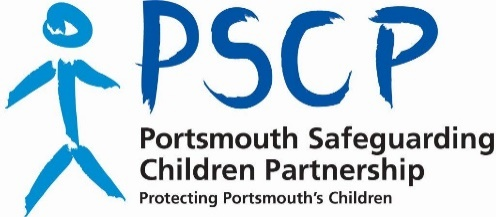 PSCP
Portsmouth Safeguarding
Children Partnership
Protecting Portsmouth's Children